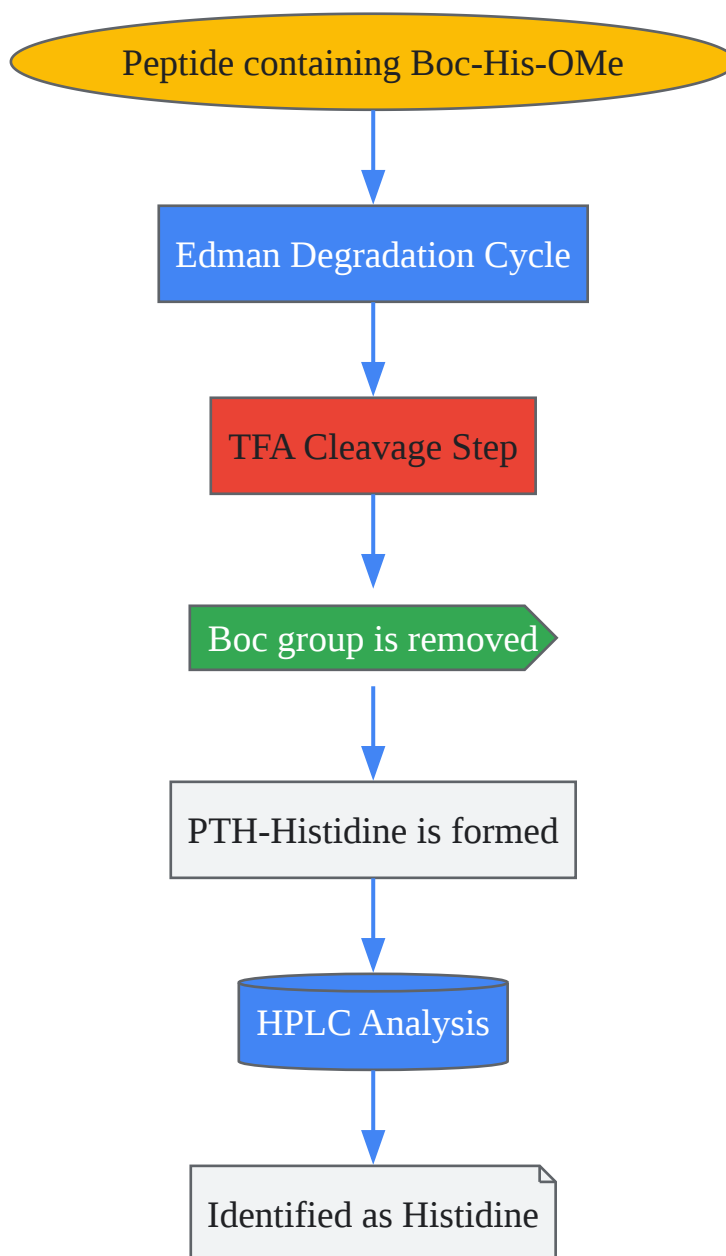 Peptide containing Boc-His-OMe
Edman Degradation Cycle
TFA Cleavage Step
Boc group is removed
PTH-Histidine is formed
HPLC Analysis
Identified as Histidine